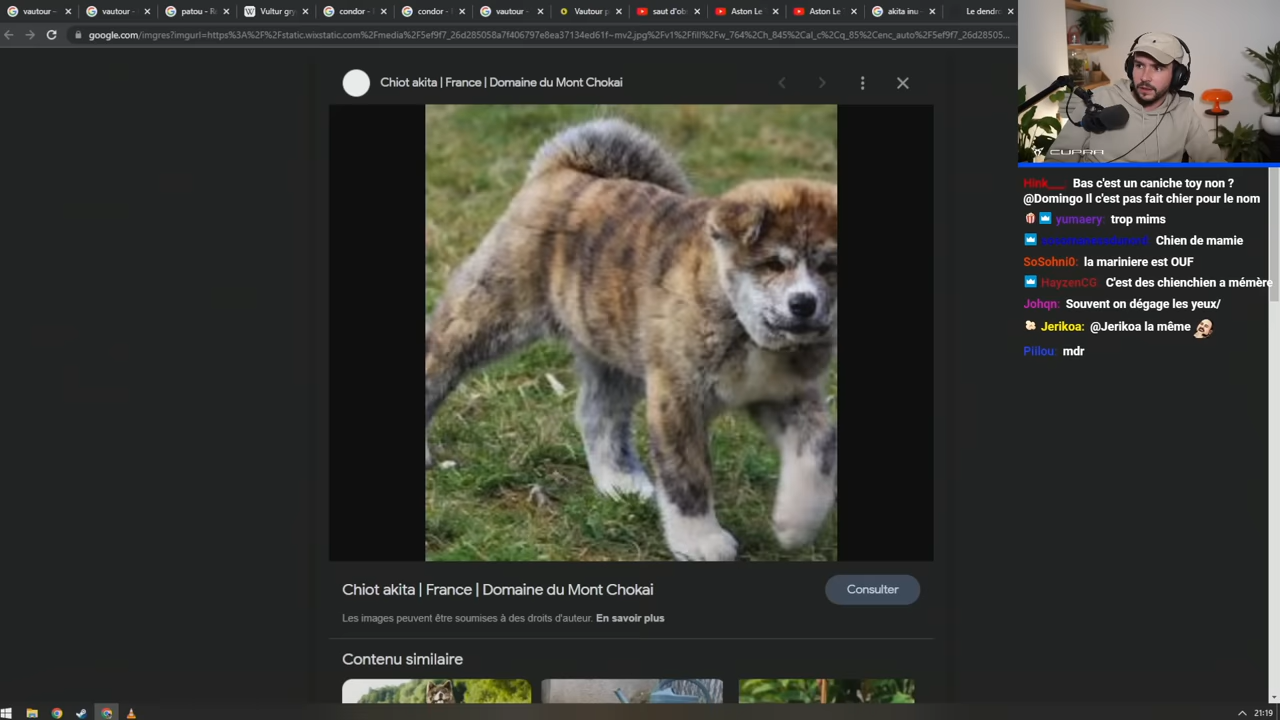 vautour -
vautour -
patou - R
Vultur gry
condor -
condor -
vautour -
Vautour p
saut d'ob
Aston Le
Aston Le
akita inu
Le dendro
google.com/imgres?imgurl=https%3A%2F%2Fstatic.wixstatic.com%2Fmedia%2F5ef9f7_26d285058a7f406797e8ea37134ed61f~mv2.jpg%2Fv1%2Ffill%2Fw_764%2Ch_845%2Cal_c%2Cq_85%2Cenc_auto%2F5ef9f7_26d28505...
Chiot akita | France | Domaine du Mont Chokai
CUPRA
Hink___ Bas c'est un caniche toy non ?
@Domingo Il c'est pas fait chier pour le nom
yumaery: trop mims
Chien de mamie
SoSohni0: la mariniere est OUF
HayzenCG: C'est des chienchien a mémère
Johqn: Souvent on dégage les yeux/
Jerikoa: @Jerikoa la même
Piilou: mdr
Chiot akita | France | Domaine du Mont Chokai
Consulter
Les images peuvent être soumises à des droits d'auteur. En savoir plus
Contenu similaire
21:19